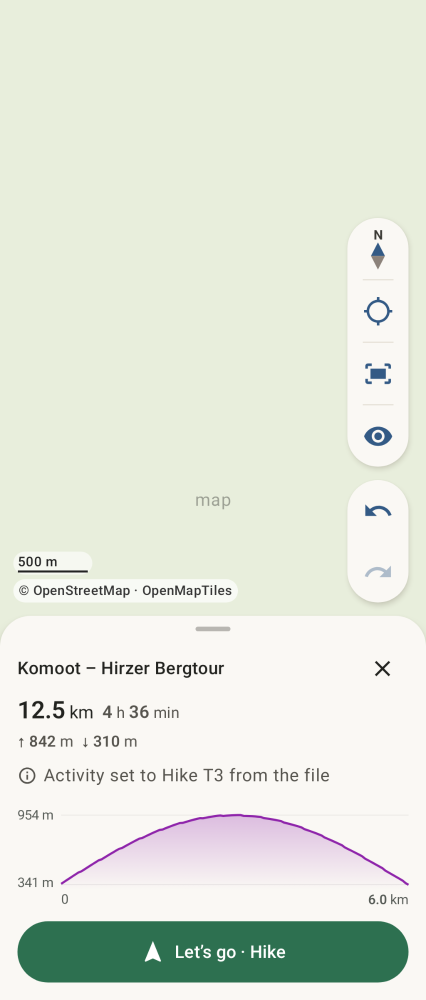 N
map
500 m
© OpenStreetMap · OpenMapTiles
Komoot – Hirzer Bergtour
12.5 km 4 h 36 min
↑ 842 m ↓ 310 m
Activity set to Hike T3 from the file
954 m
341 m
0 6.0 km
Let's go · Hike